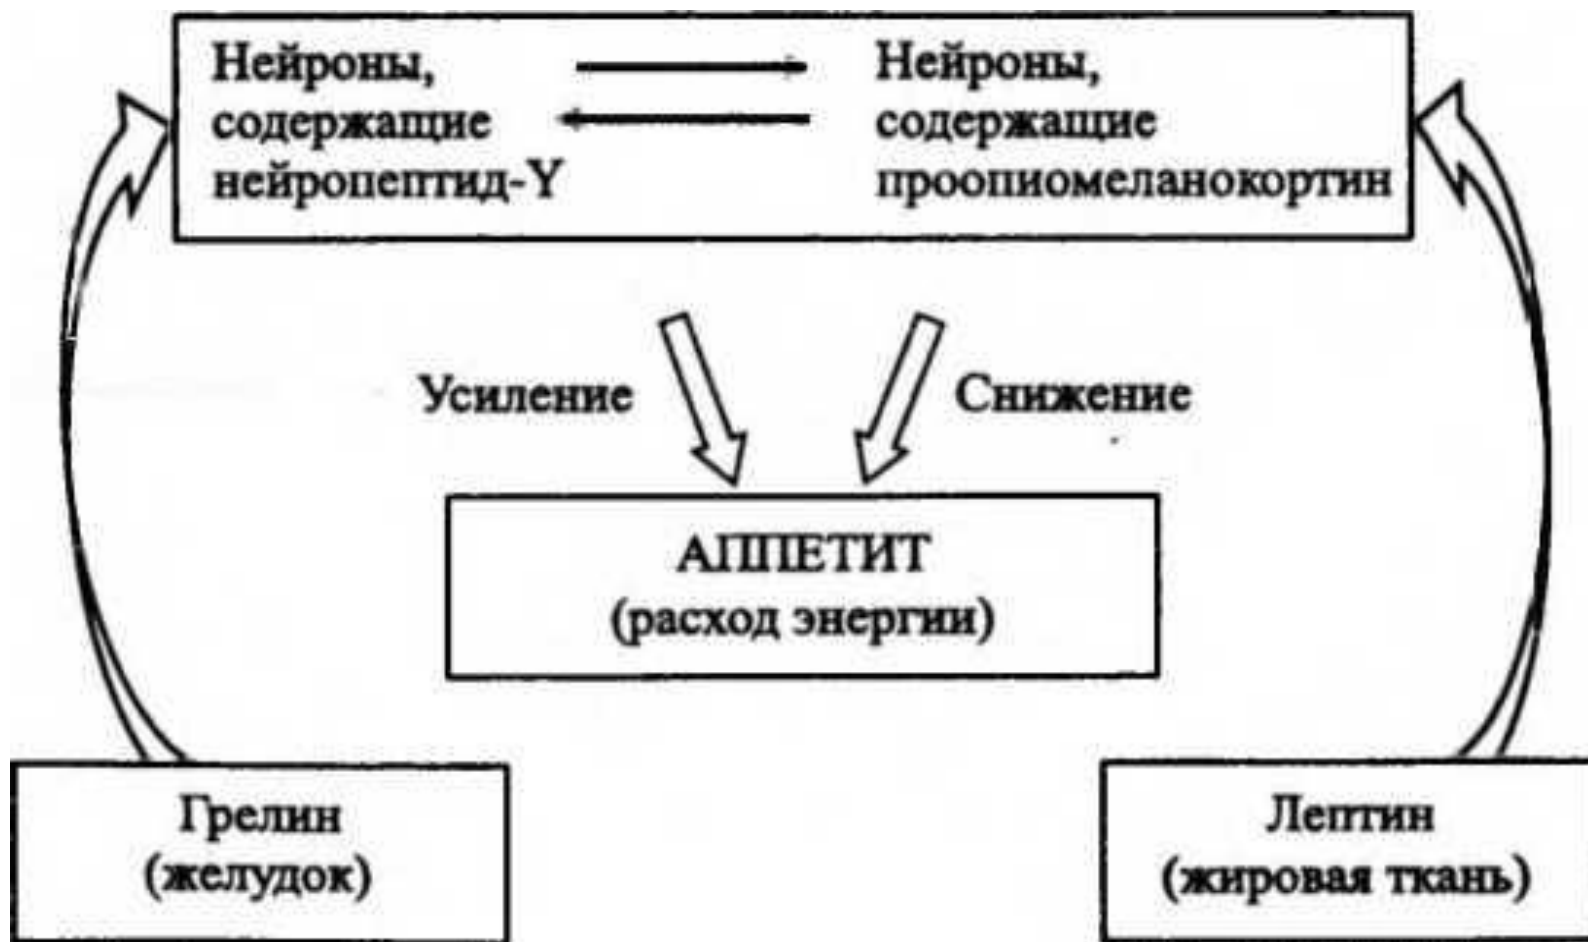 Нейроны,
содержащие
нейропептид-Y
Нейроны,
содержащие
проопиомеланокортин
Усиление
Снижение
АППЕТИТ
(расход энергии)
Грелин
(желудок)
Лептин
(жировая ткань)